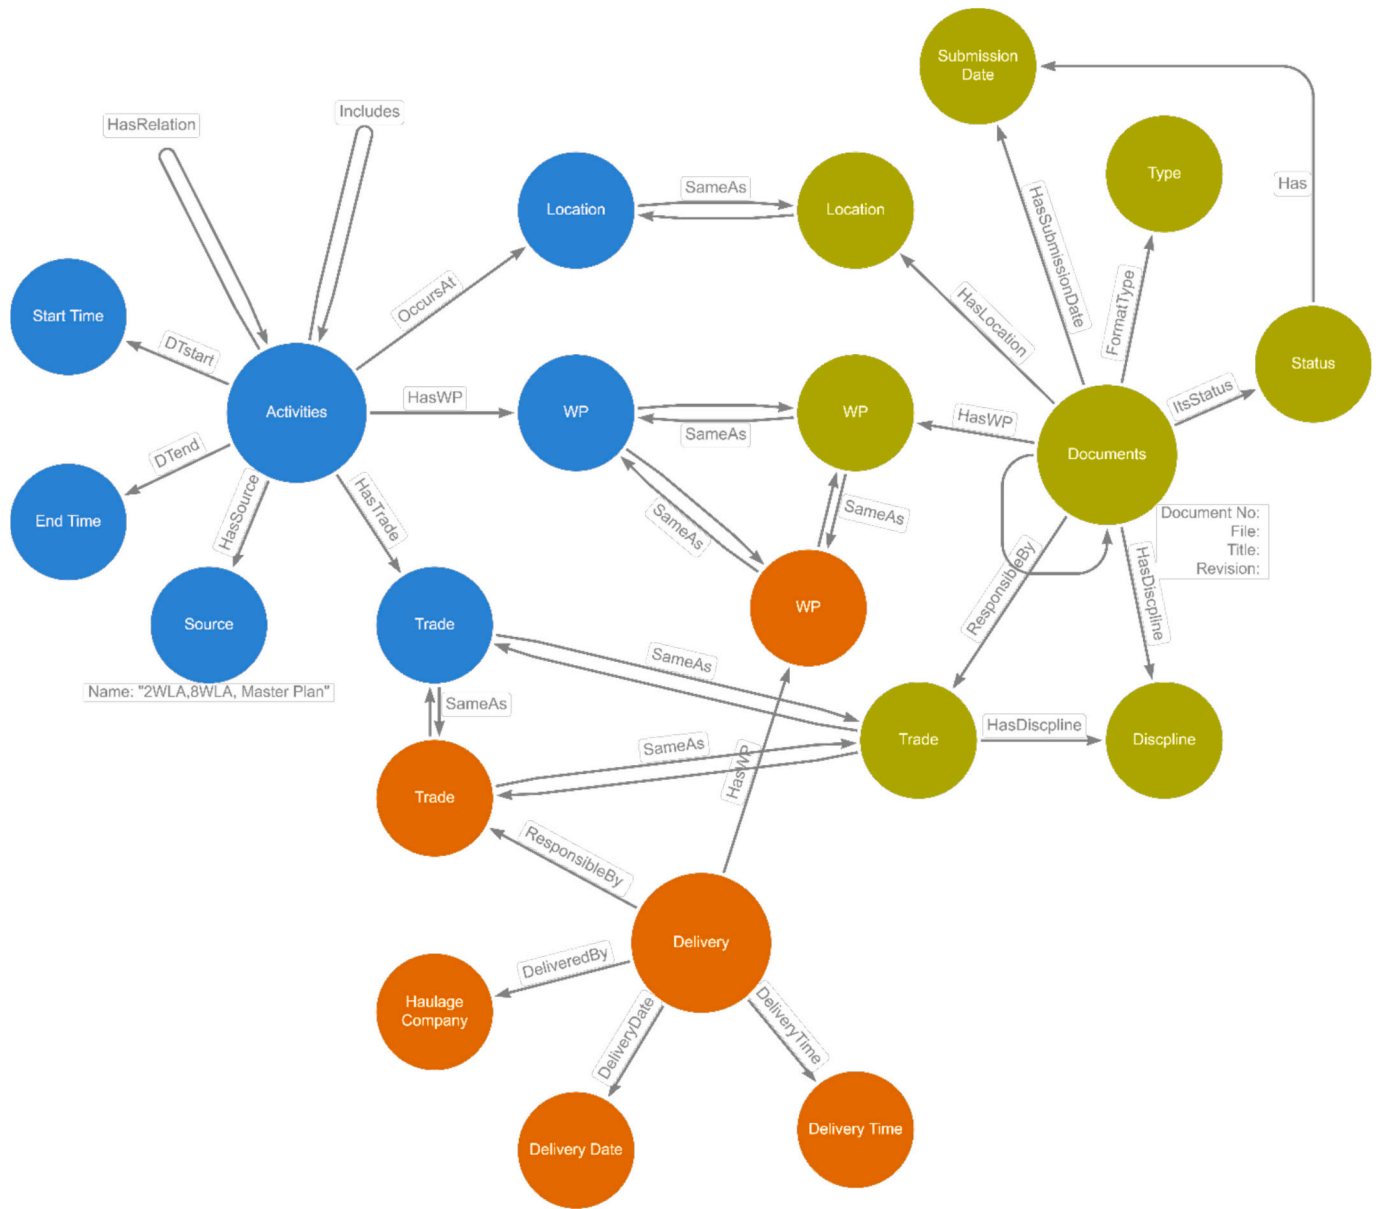 Submission
Date
Includes
HasRelation
Type
SameAs
Has
Location
Location
HasSubmissionDate
OccursAt
FormatType
HasLocation
Start Time
DTstart
Status
ItsStatus
HasWP
Activities
WP
WP
HasWP
SameAs
Documents
DTend
HasSource
HasTrade
SameAs
SameAs
Document No:
File:
Title:
Revision:
End Time
ResponsibleBy
HasDiscpline
WP
Source
Trade
SameAs
Name: "2WLA,8WLA, Master Plan"
SameAs
HasDiscpline
Trade
Discpline
SameAs
HasWP
Trade
ResponsibleBy
Delivery
DeliveredBy
Haulage
Company
DeliveryDate
DeliveryTime
Delivery Time
Delivery Date